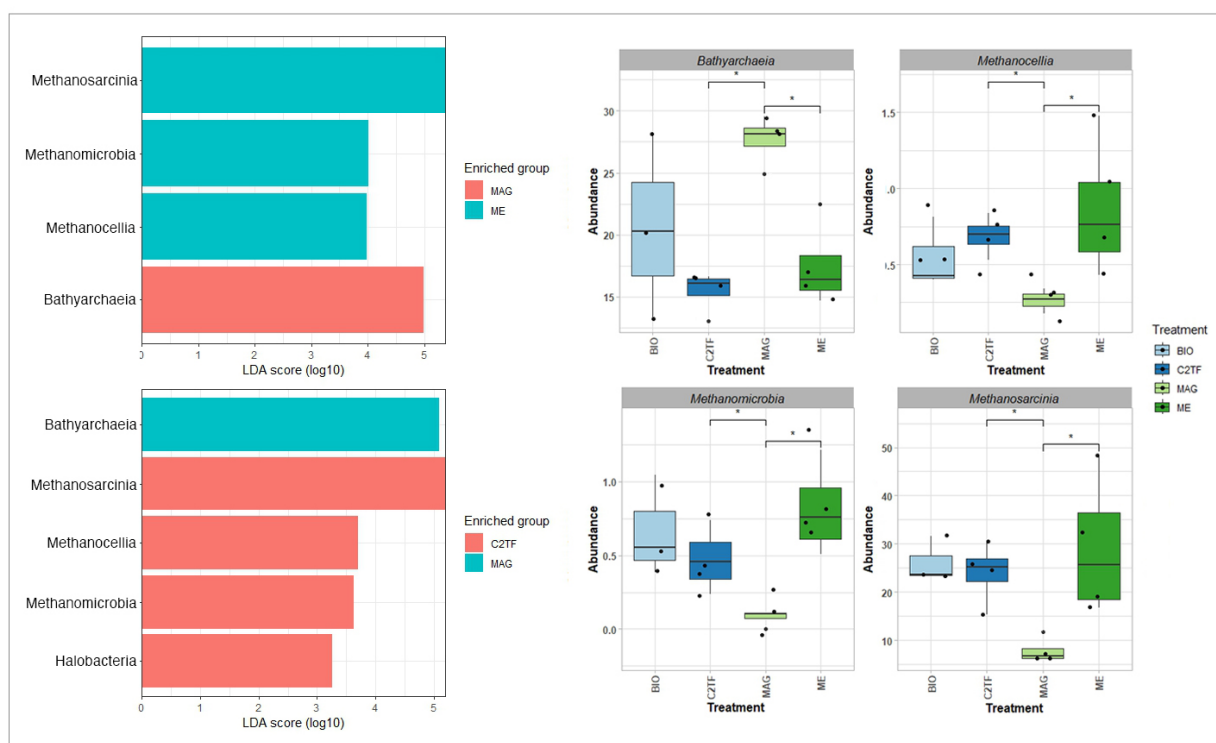 Methanosarcinia
Methanomicrobia
Methanocellia
Bathyarchaeia
0 1 2 3 4 5
LDA score (log10)
Enriched group
MAG
ME
Bathyarchaeia
Methanosarcinia
Methanocellia
Methanomicrobia
Halobacteria
0 1 2 3 4 5
LDA score (log10)
Enriched group
C2TF
MAG
Bathyarchaeia
* *
Abundance
30
25
20
15
BIO C2TF MAG ME
Treatment
Methanocellia
* *
Abundance
.5
.0
.5
BIO C2TF MAG ME
Treatment
Methanomicrobia
* *
Abundance
1.0
0.5
0.0
BIO C2TF MAG ME
Treatment
Methanosarcinia
* *
Abundance
50
40
30
20
10
BIO C2TF MAG ME
Treatment
Treatment
BIO
C2TF
MAG
ME